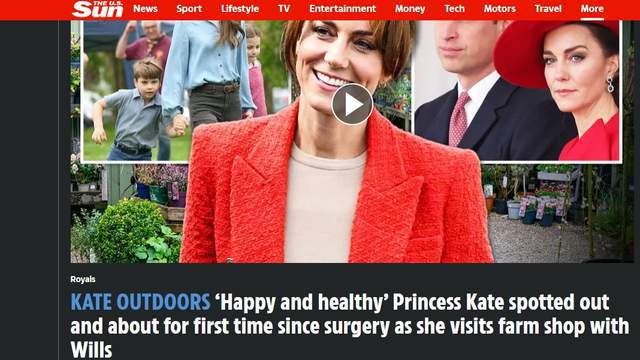 THE U.S. Sun News Sport Lifestyle TV Entertainment Money Tech Motors Travel More
Royals
KATE OUTDOORS ‘Happy and healthy’ Princess Kate spotted out
and about for first time since surgery as she visits farm shop with
Wills